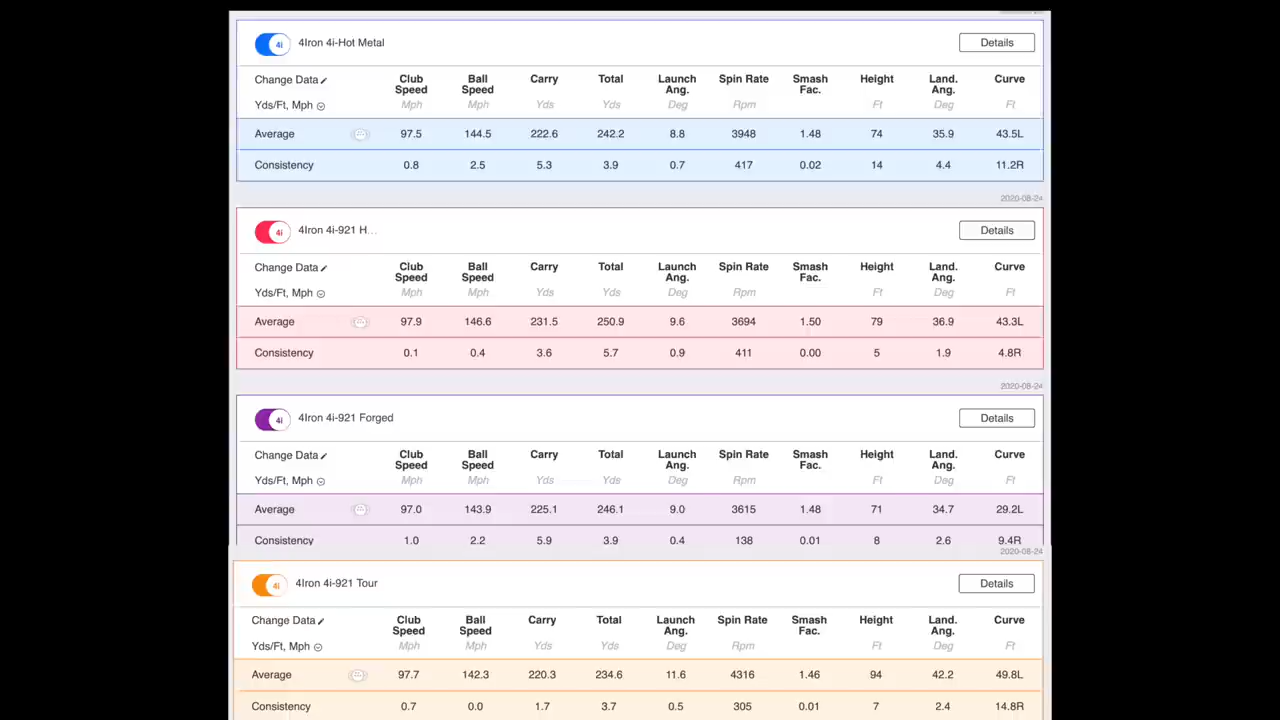 4i 4Iron 4i-Hot Metal Details
Change Data Club Speed Ball Speed Carry Total Launch Ang. Spin Rate Smash Fac. Height Land. Ang. Curve
Yds/Ft, Mph Mph Mph Yds Yds Deg Rpm Ft Deg Ft
Average 97.5 144.5 222.6 242.2 8.8 3948 1.48 74 35.9 43.5L
Consistency 0.8 2.5 5.3 3.9 0.7 417 0.02 14 4.4 11.2R
2020-08-24
4i 4Iron 4i-921 H... Details
Change Data Club Speed Ball Speed Carry Total Launch Ang. Spin Rate Smash Fac. Height Land. Ang. Curve
Yds/Ft, Mph Mph Mph Yds Yds Deg Rpm Ft Deg Ft
Average 97.9 146.6 231.5 250.9 9.6 3694 1.50 79 36.9 43.3L
Consistency 0.1 0.4 3.6 5.7 0.9 411 0.00 5 1.9 4.8R
2020-08-24
4i 4Iron 4i-921 Forged Details
Change Data Club Speed Ball Speed Carry Total Launch Ang. Spin Rate Smash Fac. Height Land. Ang. Curve
Yds/Ft, Mph Mph Mph Yds Yds Deg Rpm Ft Deg Ft
Average 97.0 143.9 225.1 246.1 9.0 3615 1.48 71 34.7 29.2L
Consistency 1.0 2.2 5.9 3.9 0.4 138 0.01 8 2.6 9.4R
2020-08-24
4i 4Iron 4i-921 Tour Details
Change Data Club Speed Ball Speed Carry Total Launch Ang. Spin Rate Smash Fac. Height Land. Ang. Curve
Yds/Ft, Mph Mph Mph Yds Yds Deg Rpm Ft Deg Ft
Average 97.7 142.3 220.3 234.6 11.6 4316 1.46 94 42.2 49.8L
Consistency 0.7 0.0 1.7 3.7 0.5 305 0.01 7 2.4 14.8R